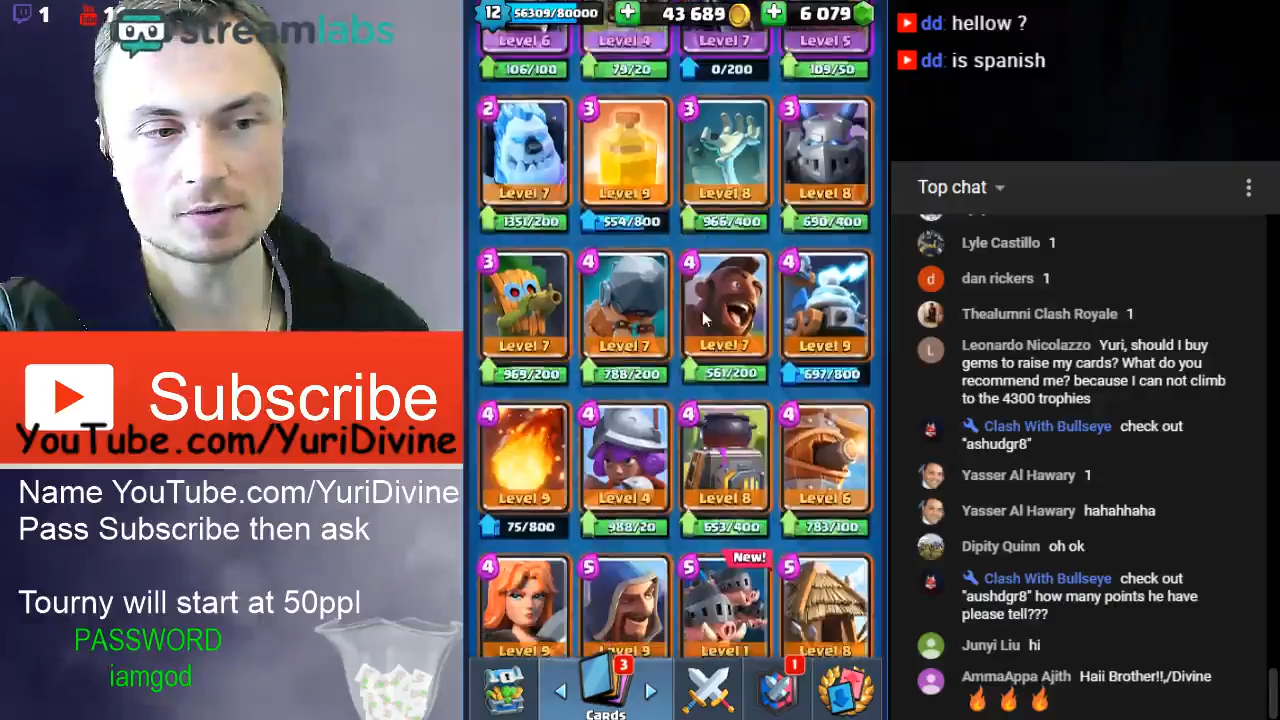 1
streamlabs
Subscribe
YouTube.com/YuriDivine
Name YouTube.com/YuriDivine
Pass Subscribe then ask
Tourny will start at 50ppl
PASSWORD
iamgod
12 56309/80000 43 689 6 079
Level 6 Level 4 Level 7 Level 5
106/100 79/20 0/200 109/50
2 3 3 3
Level 7 Level 9 Level 8 Level 8
1351/200 554/800 966/400 690/400
3 4 4 4
Level 7 Level 7 Level 7 Level 9
969/200 788/200 561/200 697/800
4 4 4 4
Level 9 Level 4 Level 8 Level 6
75/800 988/20 653/400 783/100
New!
4 5 5 5
Level 9 Level 9 Level 1
3 1
Cards
dd: hellow ?
dd: is spanish
Top chat
Lyle Castillo 1
dan rickers 1
Thealumni Clash Royale 1
Leonardo Nicolazzo Yuri, should I buy
gems to raise my cards? What do you
recommend me? because I can not climb
to the 4300 trophies
Clash With Bullseye check out
"ashudgr8"
Yasser Al Hawary 1
Yasser Al Hawary hahahhaha
Dipity Quinn oh ok
Clash With Bullseye check out
"aushdgr8" how many points he have
please tell???
Junyi Liu hi
AmmaAppa Ajith Haii Brother!!,/Divine